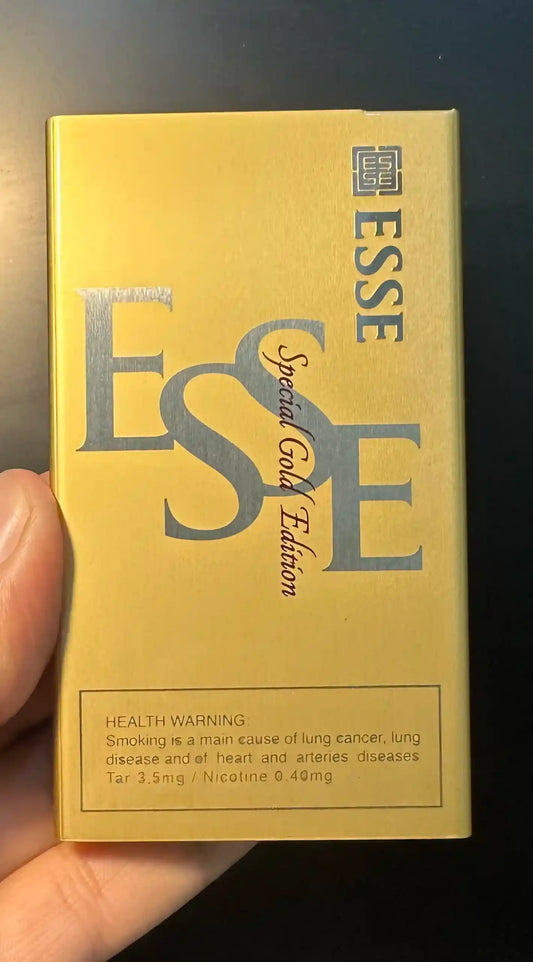 ESSE
ESSE
Special Gold Edition
HEALTH WARNING:
Smoking is a main cause of lung cancer, lung
disease and of heart and arteries diseases
Tar 3.5mg / Nicotine 0.40mg